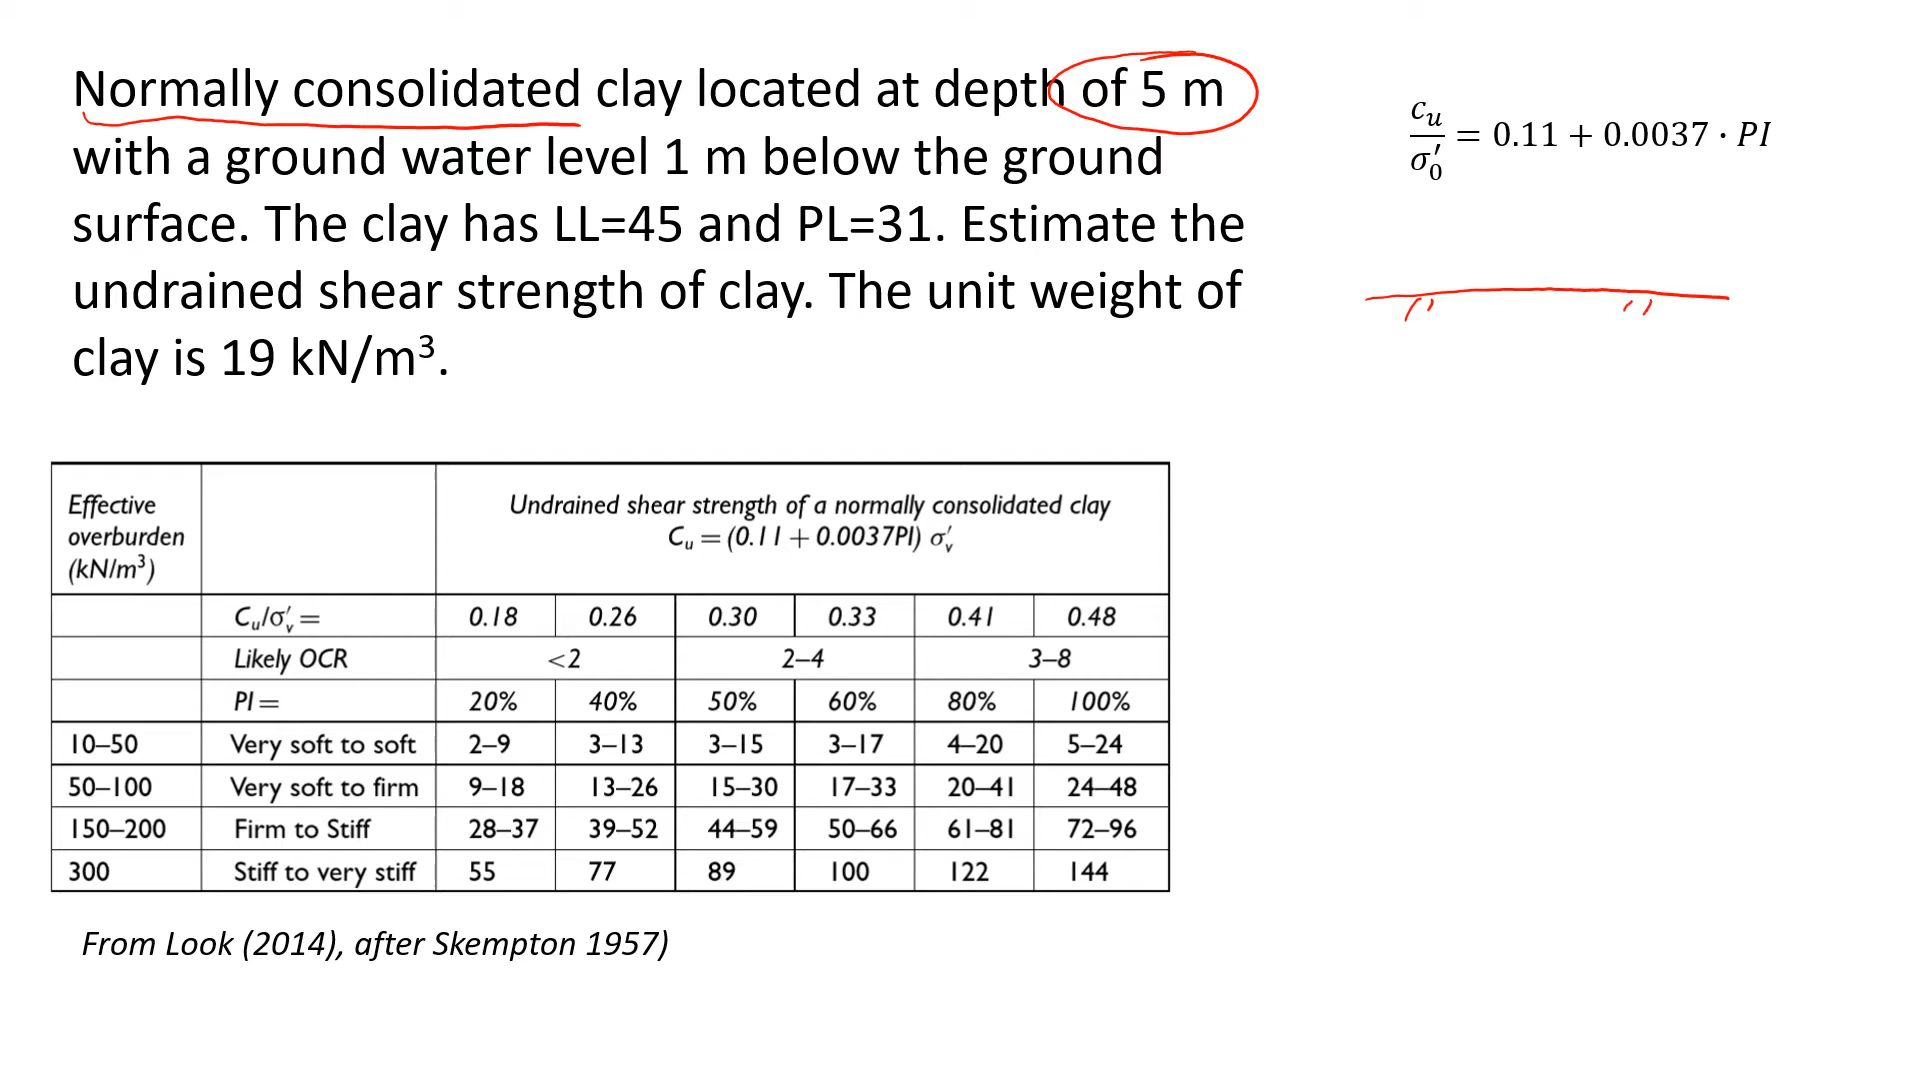 Normally consolidated clay located at depth of 5 m
with a ground water level 1 m below the ground
surface. The clay has LL=45 and PL=31. Estimate the
undrained shear strength of clay. The unit weight of
clay is 19 kN/m³.
c_u/σ′_0 = 0.11 + 0.0037 · PI
Effective overburden (kN/m³) Undrained shear strength of a normally consolidated clay
C_u = (0.11 + 0.0037PI) σ′_v
C_u/σ′_v = 0.18 0.26 0.30 0.33 0.41 0.48
Likely OCR <2 2–4 3–8
PI = 20% 40% 50% 60% 80% 100%
10–50 Very soft to soft 2–9 3–13 3–15 3–17 4–20 5–24
50–100 Very soft to firm 9–18 13–26 15–30 17–33 20–41 24–48
150–200 Firm to Stiff 28–37 39–52 44–59 50–66 61–81 72–96
300 Stiff to very stiff 55 77 89 100 122 144
From Look (2014), after Skempton 1957)